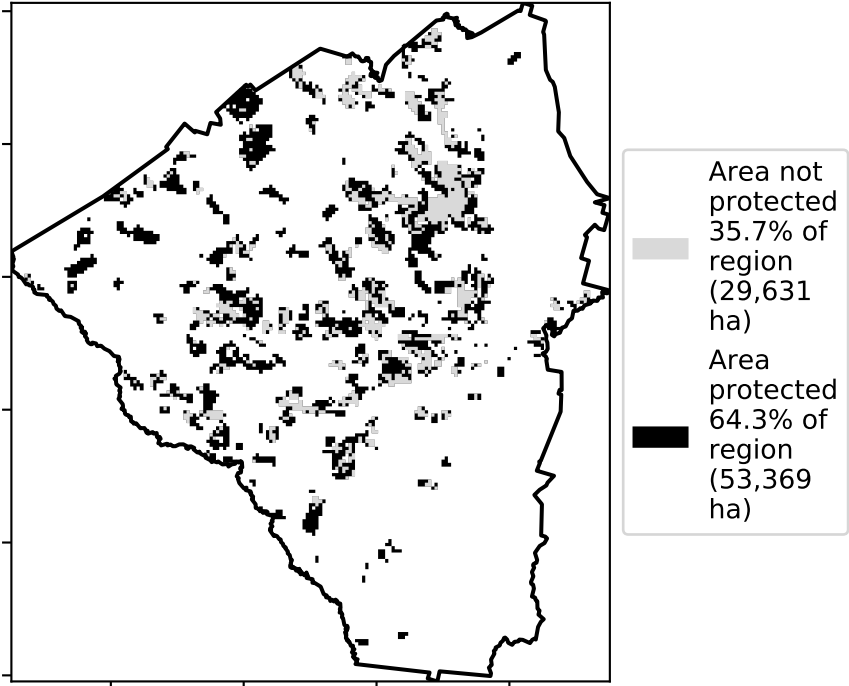 Area not
protected
35.7% of
region
(29,631
ha)
Area
protected
64.3% of
region
(53,369
ha)